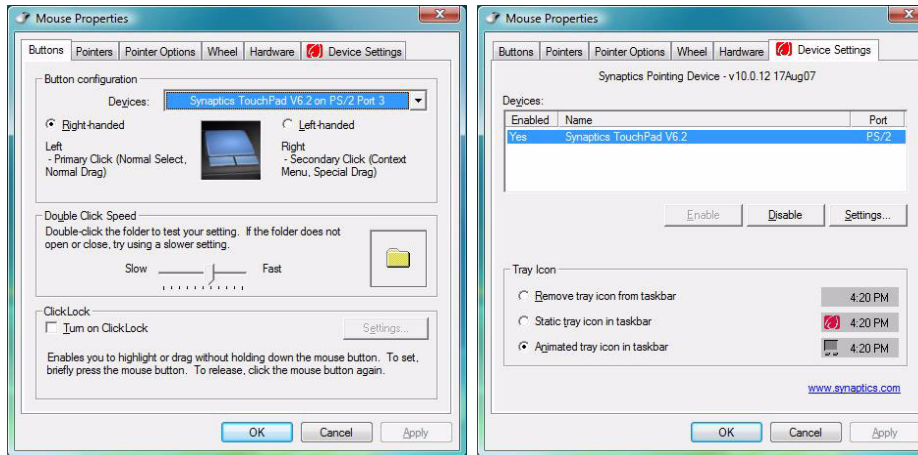 Mouse Properties
Buttons Pointers Pointer Options Wheel Hardware Device Settings
Button configuration
Devices: Synaptics TouchPad V6.2 on PS/2 Port 3
Right-handed
Left-handed
Left
- Primary Click (Normal Select,
Normal Drag)
Right
- Secondary Click (Context
Menu, Special Drag)
Double Click Speed
Double-click the folder to test your setting. If the folder does not
open or close, try using a slower setting.
Slow Fast
ClickLock
Turn on ClickLock
Settings...
Enables you to highlight or drag without holding down the mouse button. To set,
briefly press the mouse button. To release, click the mouse button again.
OK Cancel Apply
Mouse Properties
Buttons Pointers Pointer Options Wheel Hardware Device Settings
Synaptics Pointing Device - v10.0.12 17Aug07
Devices:
Enabled Name Port
Yes Synaptics TouchPad V6.2 PS/2
Enable Disable Settings...
Tray Icon
Remove tray icon from taskbar 4:20 PM
Static tray icon in taskbar 4:20 PM
Animated tray icon in taskbar 4:20 PM
www.synaptics.com
OK Cancel Apply